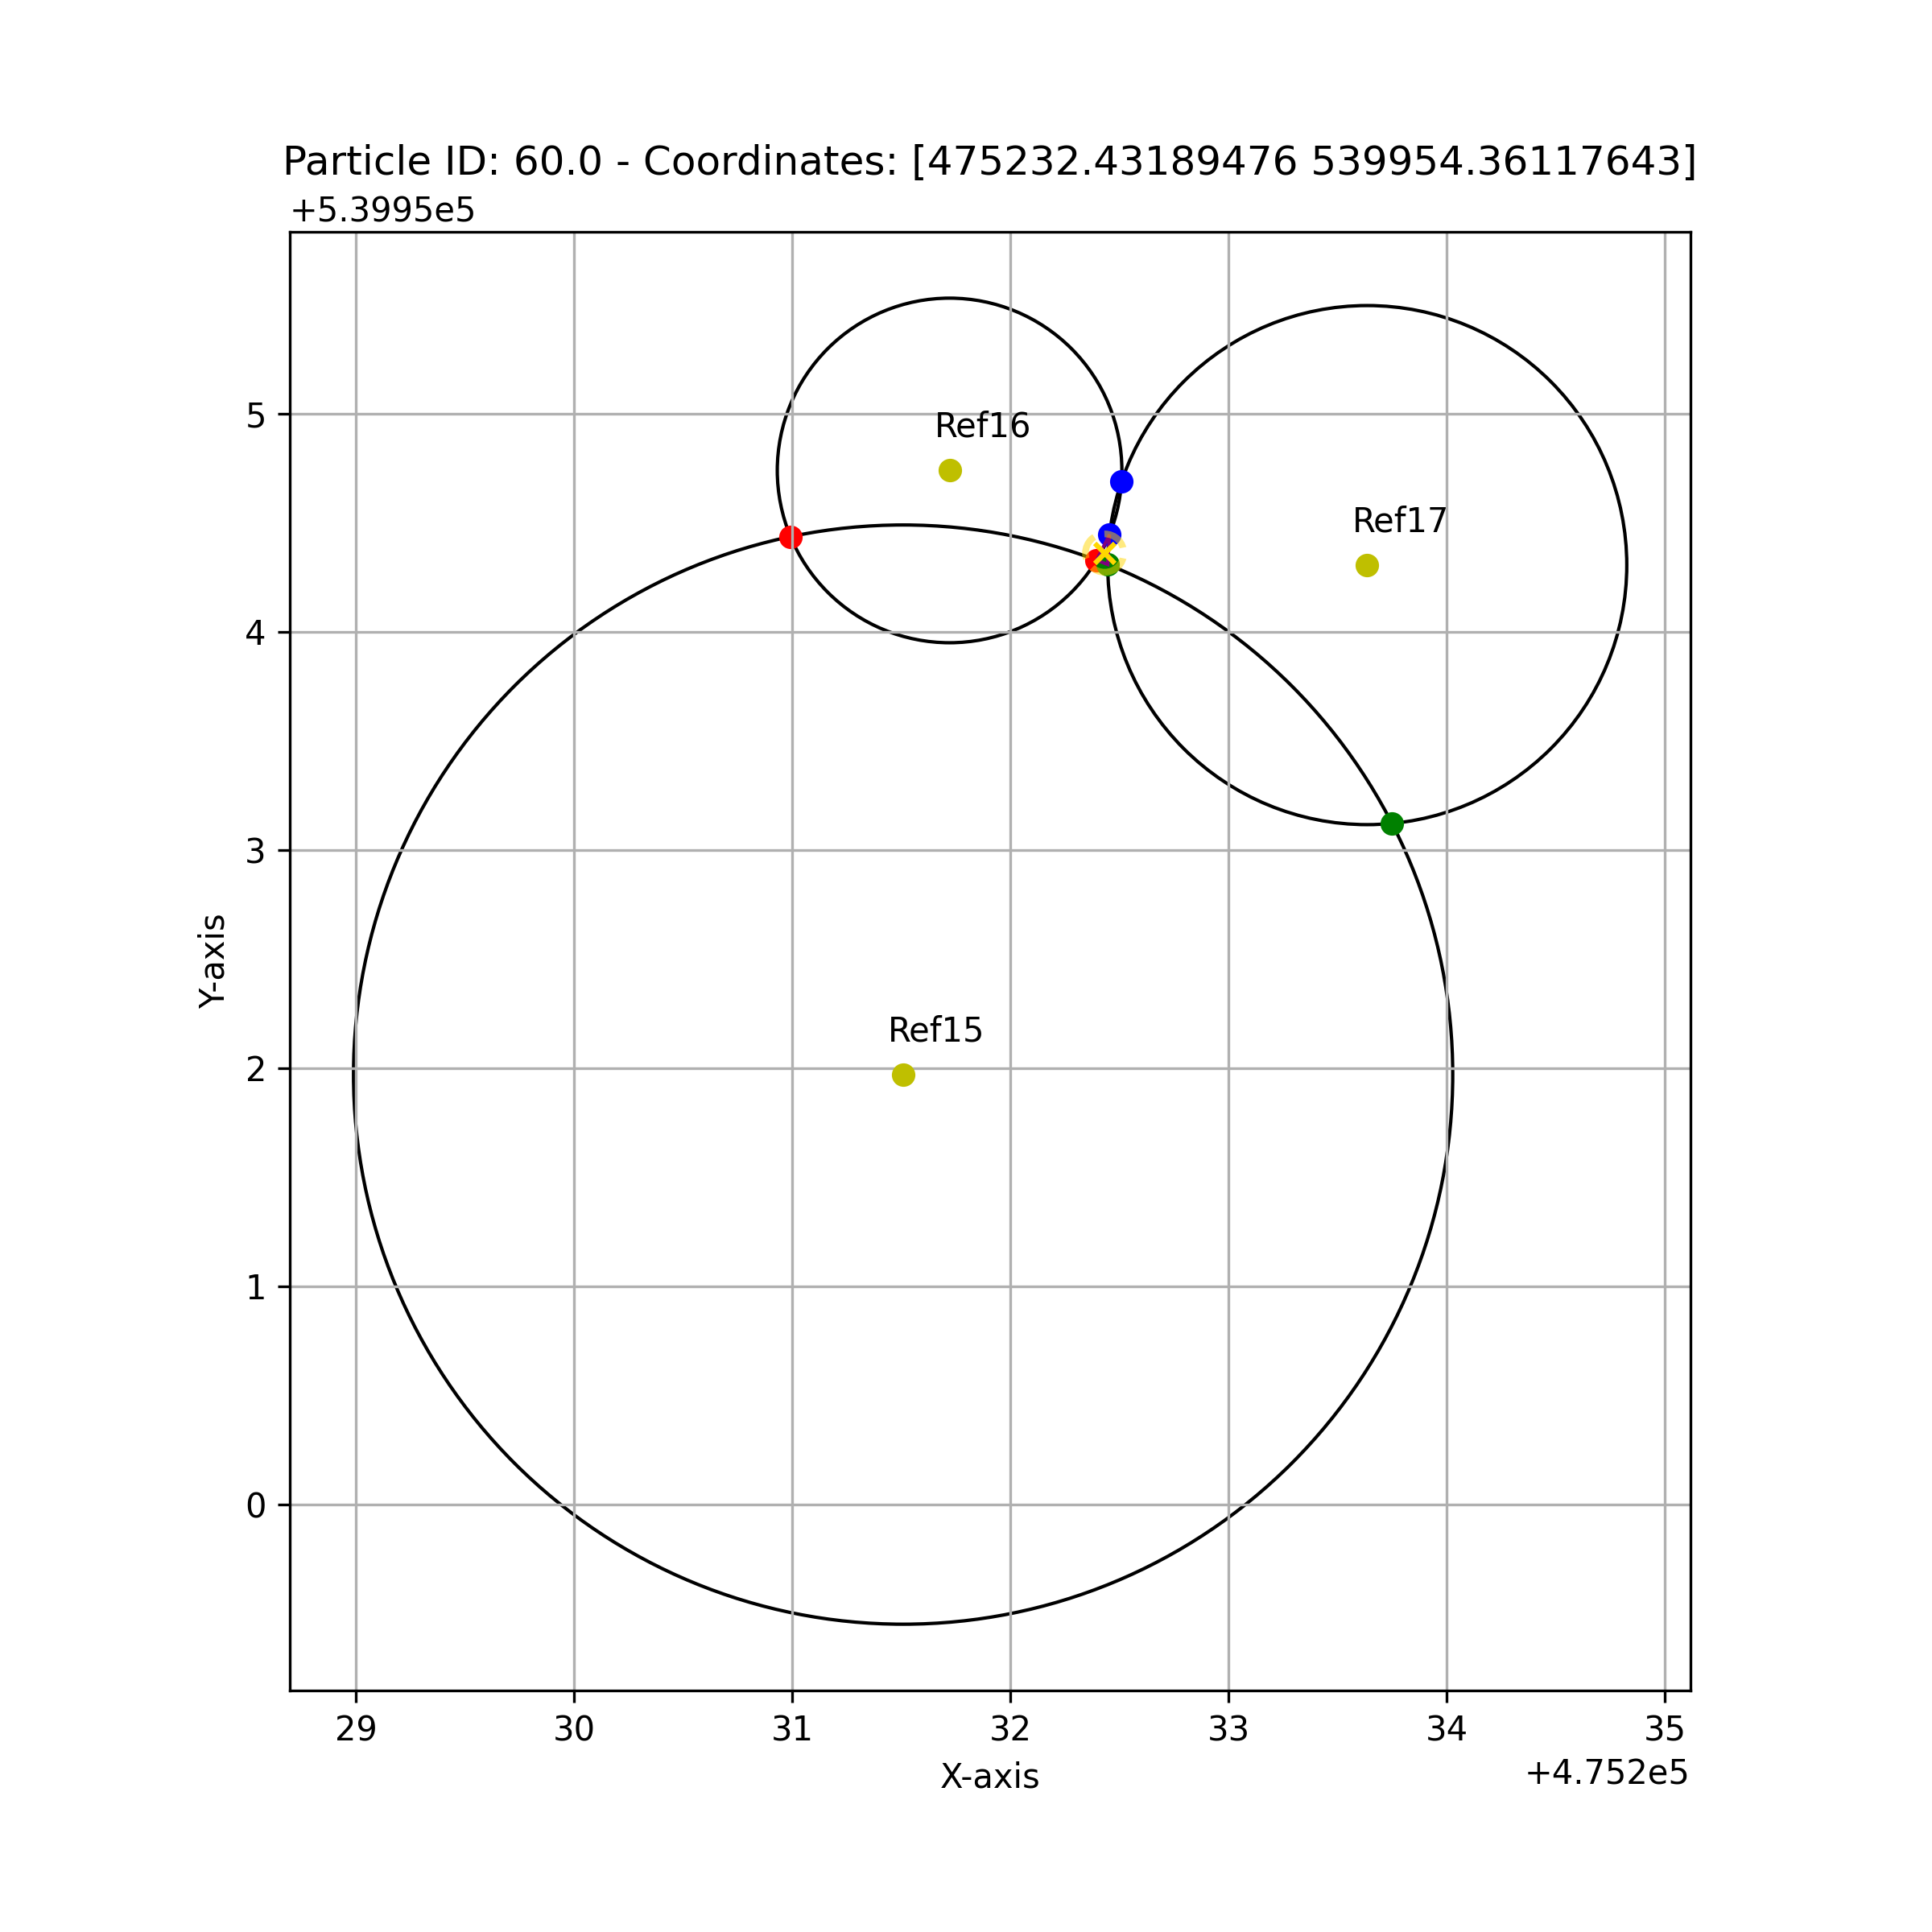 Particle ID: 60.0 - Coordinates: [475232.43189476 539954.36117643]
+5.3995e5
5
4
3
2
1
0
Y-axis
Ref16
Ref17
Ref15
29 30 31 32 33 34 35
X-axis
+4.752e5